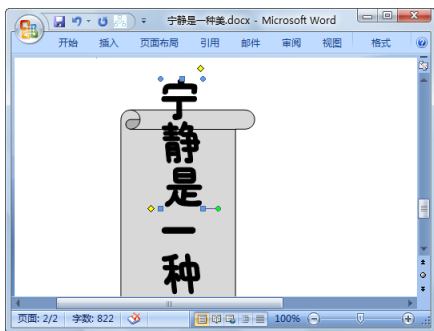 宁静是一种美.docx - Microsoft Word
开始 插入 页面布局 引用 邮件 审阅 视图 格式
宁
静
是
一
种
页面: 2/2 字数: 822 100%